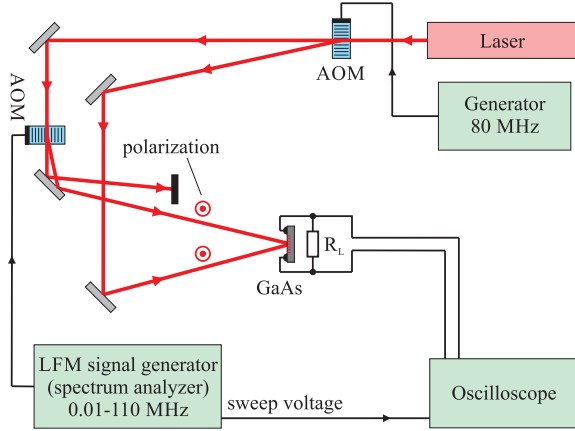 Laser
AOM
Generator
80 MHz
AOM
polarization
R_L
GaAs
LFM signal generator
(spectrum analyzer)
0.01-110 MHz
sweep voltage
Oscilloscope